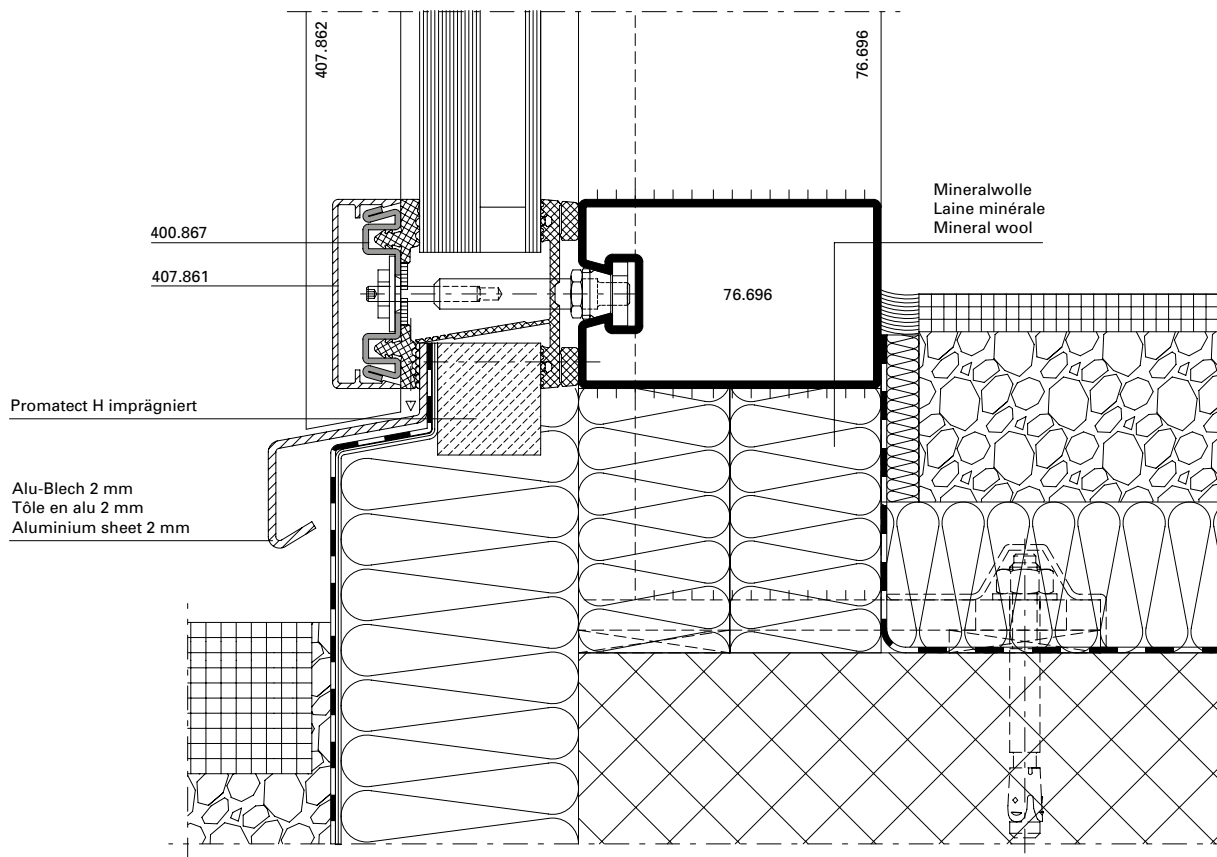 407.862
76.696
Mineralwolle
Laine minérale
Mineral wool
400.867
407.861
76.696
Promatect H imprägniert
Alu-Blech 2 mm
Tôle en alu 2 mm
Aluminium sheet 2 mm